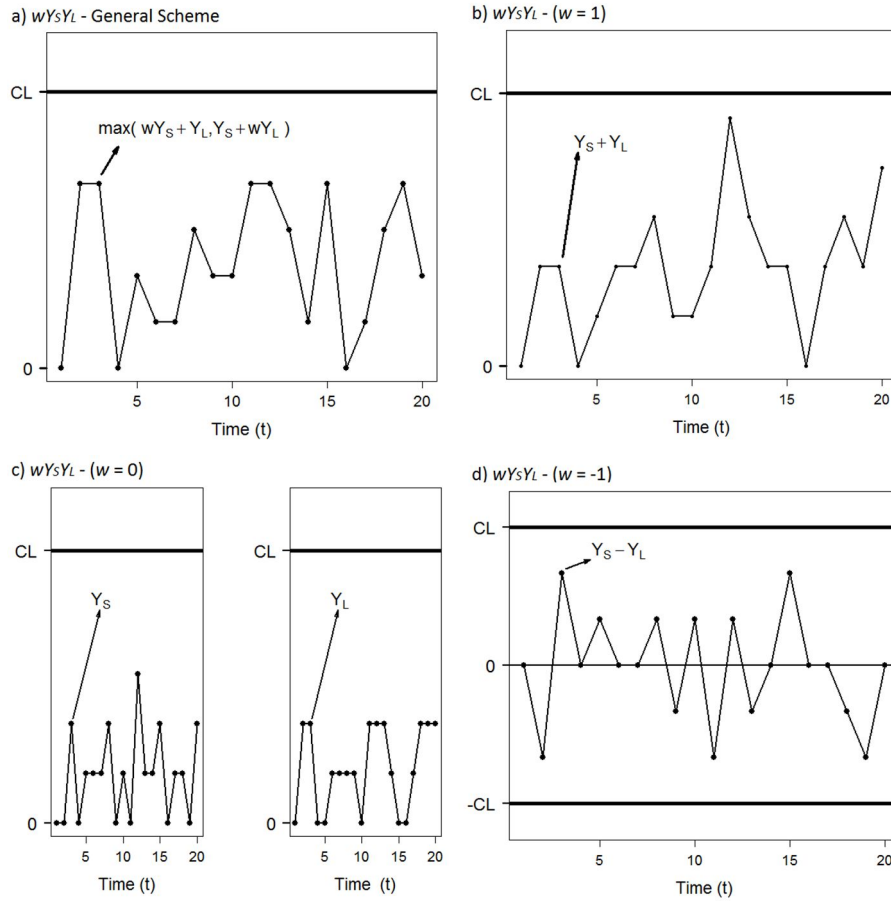 a) wYSYL - General Scheme
CL
max( wYS + YL,YS + wYL )
0
5 10 15 20
Time (t)
b) wYSYL - (w = 1)
CL
YS + YL
0
5 10 15 20
Time (t)
c) wYSYL - (w = 0)
CL
YS
0
5 10 15 20
Time (t)
CL
YL
0
5 10 15 20
Time (t)
d) wYSYL - (w = -1)
CL
YS − YL
0
-CL
5 10 15 20
Time (t)